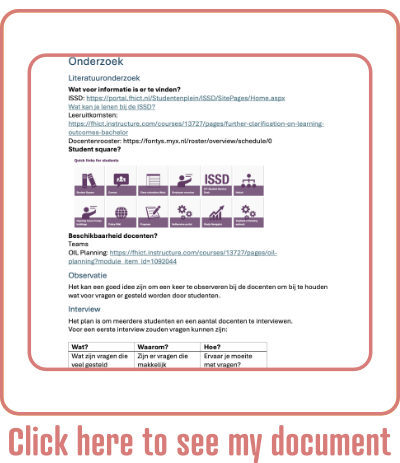 Onderzoek
Literatuuronderzoek
Wat voor informatie is er te vinden?
ISSD: https://portal.fhict.nl/Studentenplein/ISSD/SitePages/Home.aspx
Wat kan je lenen bij de ISSD?
Leeruitkomsten:
https://fhict.instructure.com/courses/13727/pages/further-clarification-on-learning-
outcomes-bachelor
Docentenrooster: https://fontys.myx.nl/roster/overview/schedule/0
Student square?
Quick links for students
ISSD
Beschikbaarheid docenten?
Teams
OIL Planning: https://fhict.instructure.com/courses/13727/pages/oil-
planning?module_item_id=1092044
Observatie
Het kan een goed idee zijn om een keer te observeren bij de docenten om bij te houden
wat voor vragen er gesteld worden door studenten.
Interview
Het plan is om meerdere studenten en een aantal docenten te interviewen.
Voor een eerste interview zouden vragen kunnen zijn:
Wat? Waarom? Hoe?
Wat zijn vragen die Zijn er vragen die Ervaar je moeite
veel gesteld makkelijk met vragen?
Click here to see my document